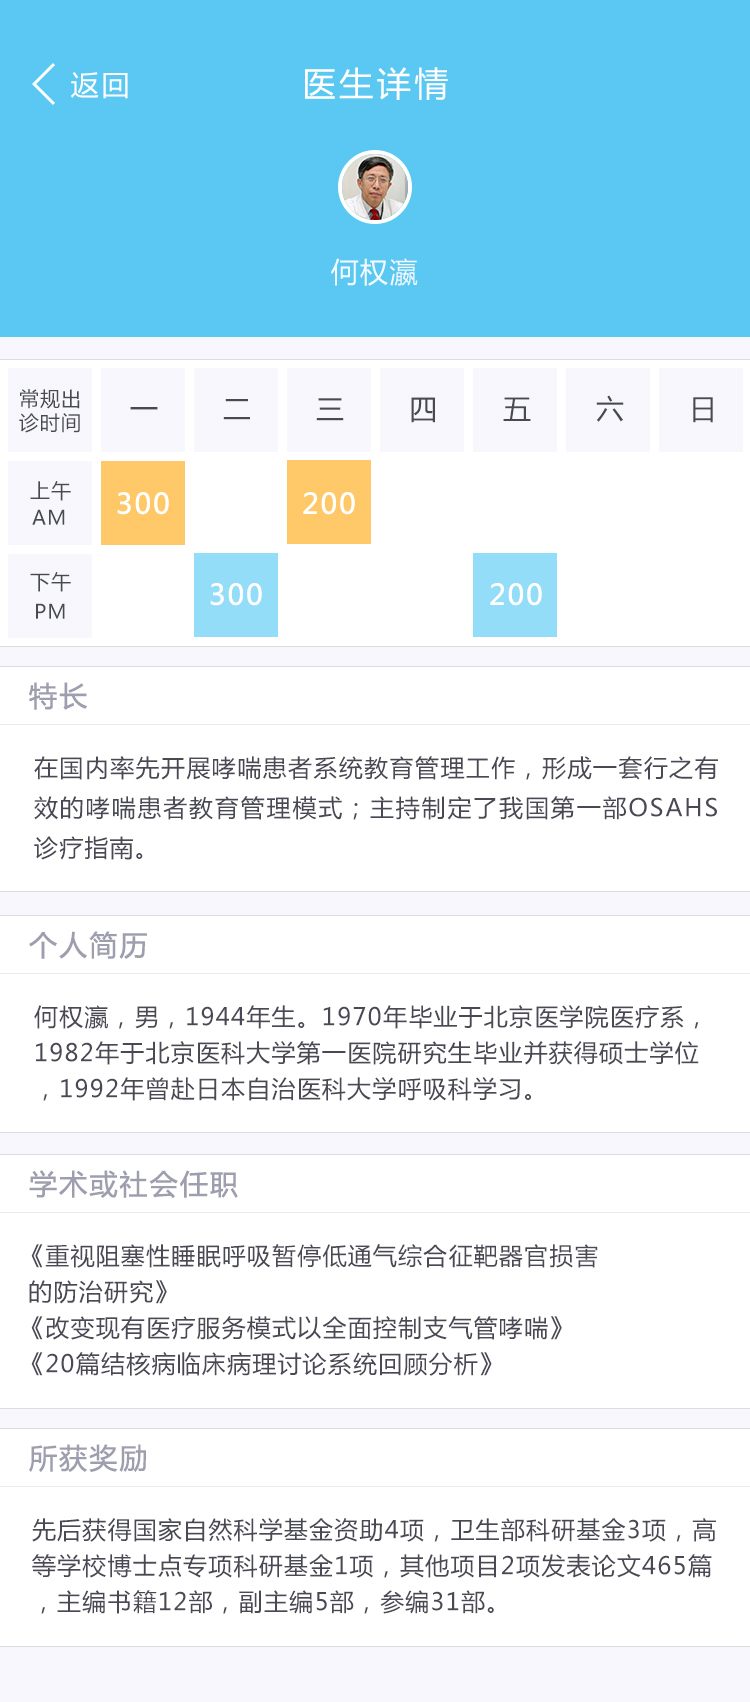 返回
医生详情
何权瀛
常规出
诊时间
一 二 三 四 五 六 日
上午
AM
300 200
下午
PM
300 200
特长
在国内率先开展哮喘患者系统教育管理工作，形成一套行之有
效的哮喘患者教育管理模式；主持制定了我国第一部OSAHS
诊疗指南。
个人简历
何权瀛，男，1944年生。1970年毕业于北京医学院医疗系，
1982年于北京医科大学第一医院研究生毕业并获得硕士学位
，1992年曾赴日本自治医科大学呼吸科学习。
学术或社会任职
《重视阻塞性睡眠呼吸暂停低通气综合征靶器官损害
的防治研究》
《改变现有医疗服务模式以全面控制支气管哮喘》
《20篇结核病临床病理讨论系统回顾分析》
所获奖励
先后获得国家自然科学基金资助4项，卫生部科研基金3项，高
等学校博士点专项科研基金1项，其他项目2项发表论文465篇
，主编书籍12部，副主编5部，参编31部。